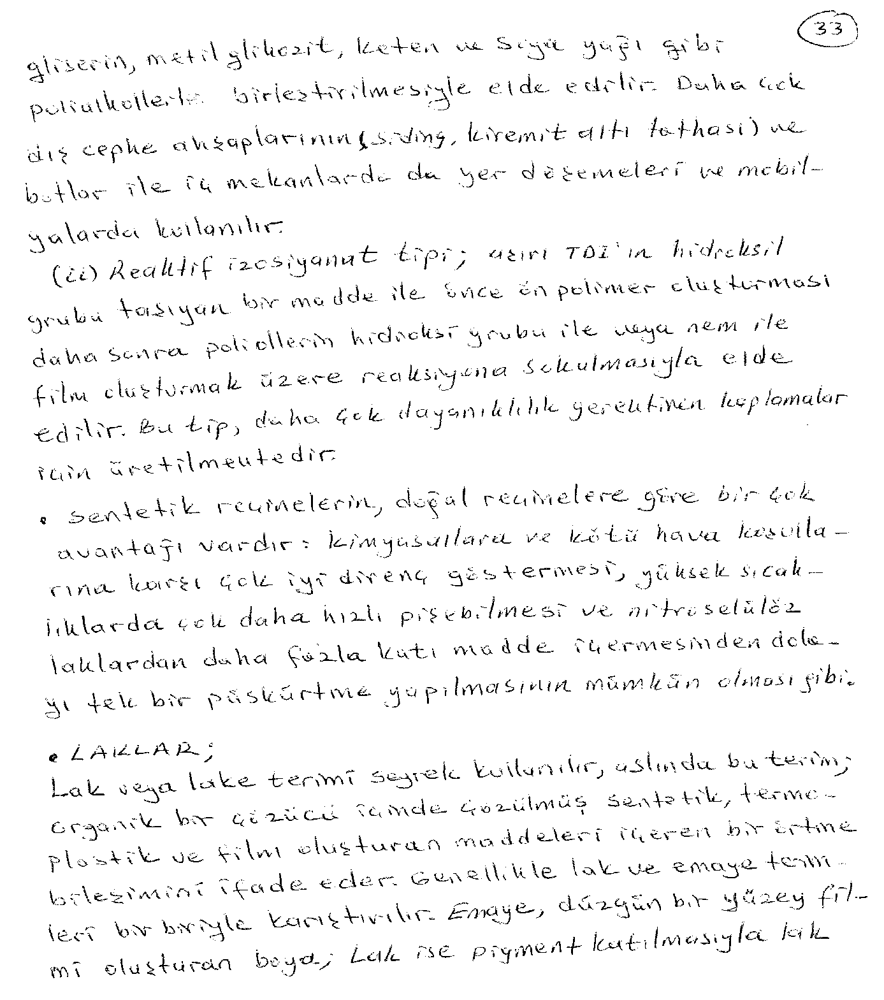 33
gliserin, metil glikozit, keten ve soya yağı gibi
polialkollerle birleştirilmesiyle elde edilir. Daha çok
dış cephe ahşaplarının (siding, kiremit altı tathası) ve
botlar ile iç mekanlarda da yer döşemeleri ve mobil-
yalarda kullanılır.
(ii) Reaktif izosiyanat tipi; aşırı TDI'ın hidroksil
grubu taşıyan bir madde ile önce ön polimer oluşturması
daha sonra poliollerin hidroksi grubu ile veya nem ile
film oluşturmak üzere reaksiyona sokulmasıyla elde
edilir. Bu tip, daha çok dayanıklılık gerektiren kaplamalar
için üretilmektedir.
• Sentetik reçinelerin, doğal reçinelere göre bir çok
avantajı vardır: Kimyasallara ve kötü hava koşulla-
rına karşı çok iyi direnç göstermesi, yüksek sıcak-
lıklarda çok daha hızlı pişebilmesi ve nitroselülöz
laklardan daha fazla katı madde içermesinden dola-
yı tek bir püskürtme yapılmasının mümkün olması gibi.
• LAKLAR;
Lak veya lake terimi seyrek kullanılır, aslında bu terim;
organik bir çözücü içinde çözülmüş sentetik, termo-
plastik ve film oluşturan maddeleri içeren bir örtme
bileşimini ifade eder. Genellikle lak ve emaye terim-
leri bir biriyle karıştırılır. Emaye, düzgün bir yüzey fil-
mi oluşturan boya; Lak ise pigment katılmasıyla lak